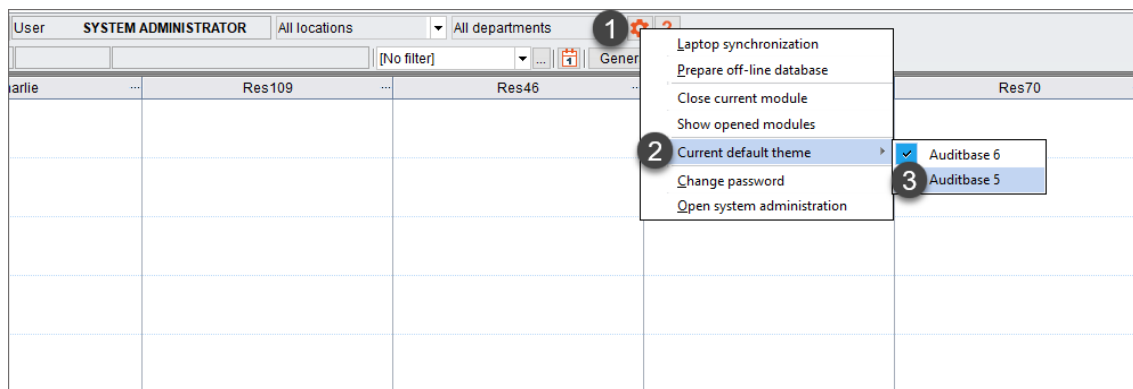 User SYSTEM ADMINISTRATOR All locations All departments 1 ?
[No filter] ... 1 Gener
arlie ... Res109 ... Res46 ... Res70
Laptop synchronization
Prepare off-line database
Close current module
Show opened modules
2 Current default theme
Auditbase 6
3 Auditbase 5
Change password
Open system administration